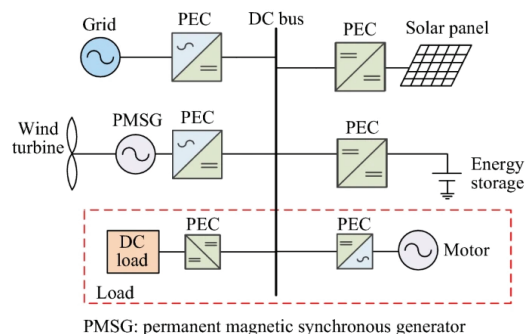 Grid
PEC
DC bus
PEC
Solar panel
Wind
turbine
PMSG
PEC
PEC
Energy
storage
DC
load
PEC
PEC
Motor
Load
PMSG: permanent magnetic synchronous generator